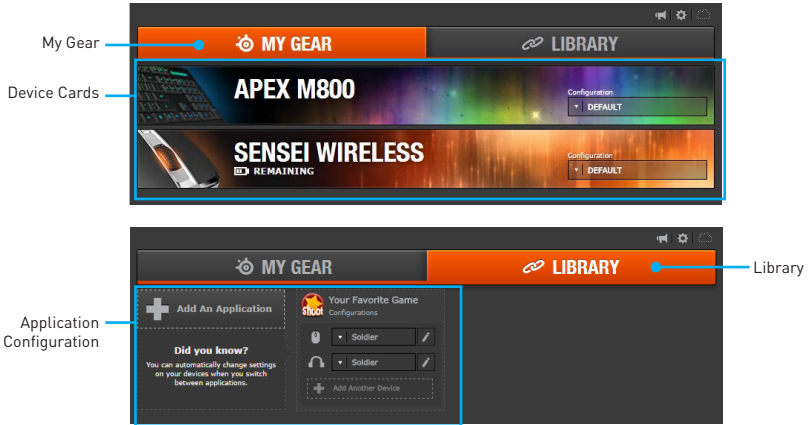 My Gear
MY GEAR
LIBRARY
Device Cards
APEX M800
Configuration
DEFAULT
SENSEI WIRELESS
REMAINING
Configuration
DEFAULT
MY GEAR
LIBRARY
Library
Application
Configuration
Add An Application
Did you know?
You can automatically change settings
on your devices when you switch
between applications.
Shoot
Your Favorite Game
Configurations
Soldier
Soldier
Add Another Device